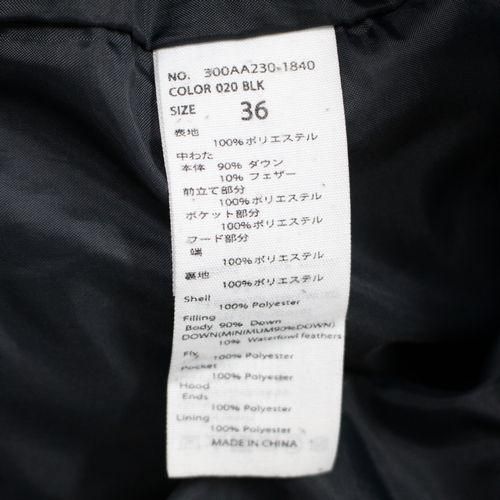 NO. 300AA230-1840
COLOR 020 BLK
SIZE 36
表地
100%ポリエステル
中わた
本体 90% ダウン
10% フェザー
前立て部分
100%ポリエステル
ポケット部分
100%ポリエステル
フード部分
端
100%ポリエステル
裏地
100%ポリエステル
Shell
100% Polyester
Filling
Body 90% Down
DOWN(MINIMUM90%DOWN)
10% Waterfowl feathers
Fly
100% Polyester
Pocket
100% Polyester
Hood
Ends
100% Polyester
Lining
100% Polyester
MADE IN CHINA